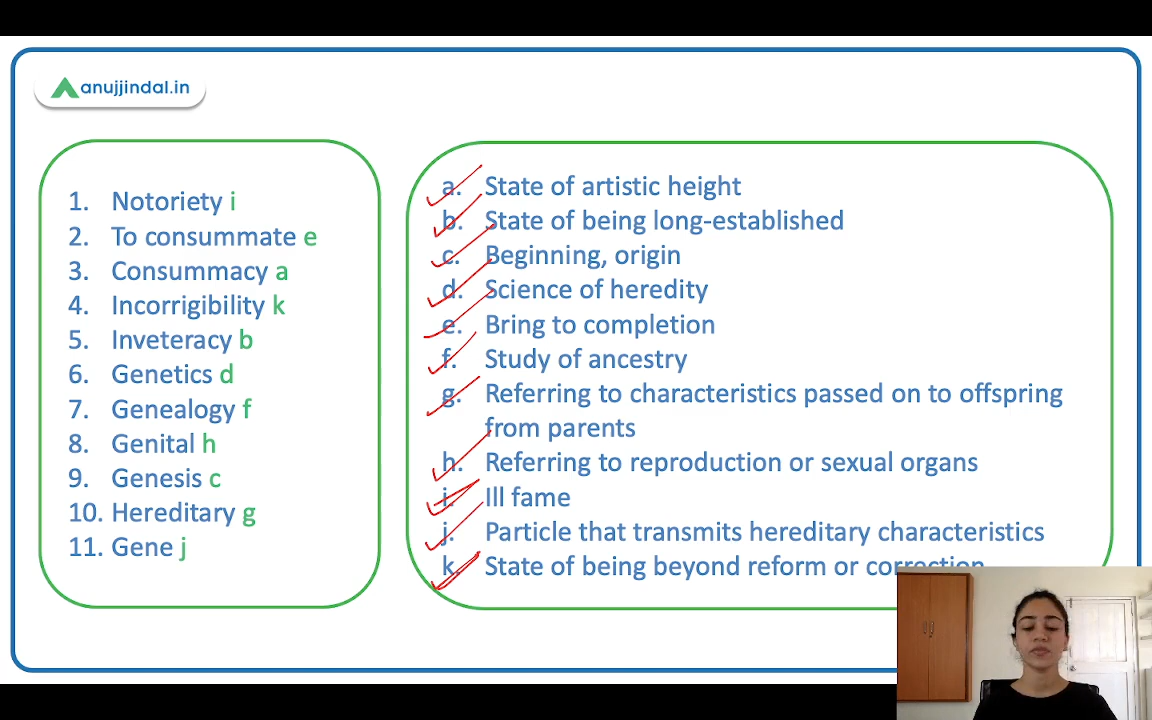 anujjindal.in
1. Notoriety i
2. To consummate e
3. Consummacy a
4. Incorrigibility k
5. Inveteracy b
6. Genetics d
7. Genealogy f
8. Genital h
9. Genesis c
10. Hereditary g
11. Gene j
a. State of artistic height
b. State of being long-established
c. Beginning, origin
d. Science of heredity
e. Bring to completion
f. Study of ancestry
g. Referring to characteristics passed on to offspring
from parents
h. Referring to reproduction or sexual organs
i. Ill fame
j. Particle that transmits hereditary characteristics
k. State of being beyond reform or correction